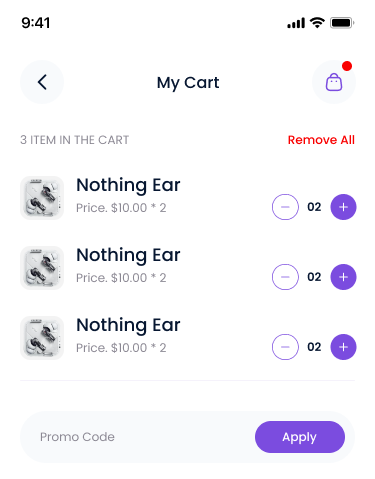 9:41
My Cart
3 ITEM IN THE CART Remove All
Nothing Ear
Price. $10.00 * 2
02
Nothing Ear
Price. $10.00 * 2
02
Nothing Ear
Price. $10.00 * 2
02
Promo Code Apply